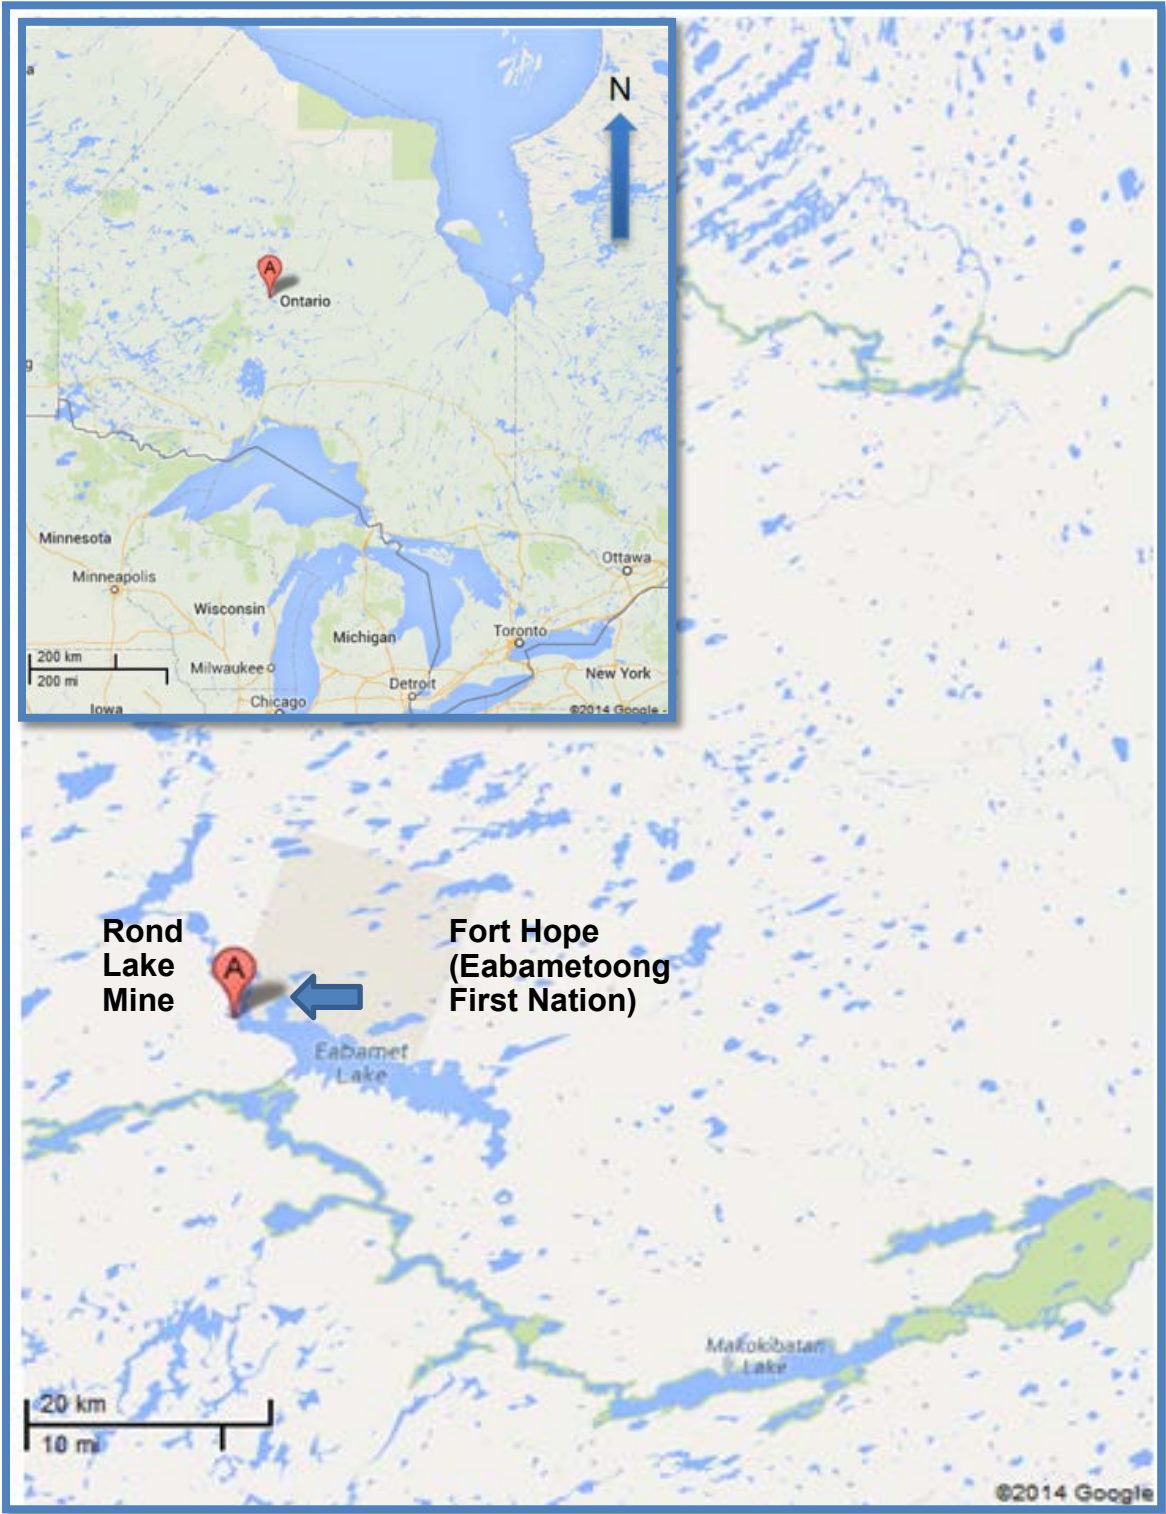 a
N
A
Ontario
g
Minnesota
Minneapolis
Wisconsin
Michigan
Ottawa
Toronto
Milwaukee
Detroit
New York
Chicago
Iowa
200 km
200 mi
©2014 Google -
Rond
Lake
Mine
A
Fort Hope
(Eabametoong
First Nation)
Eabamet
Lake
Makokibatan
Lake
20 km
10 mi
©2014 Google